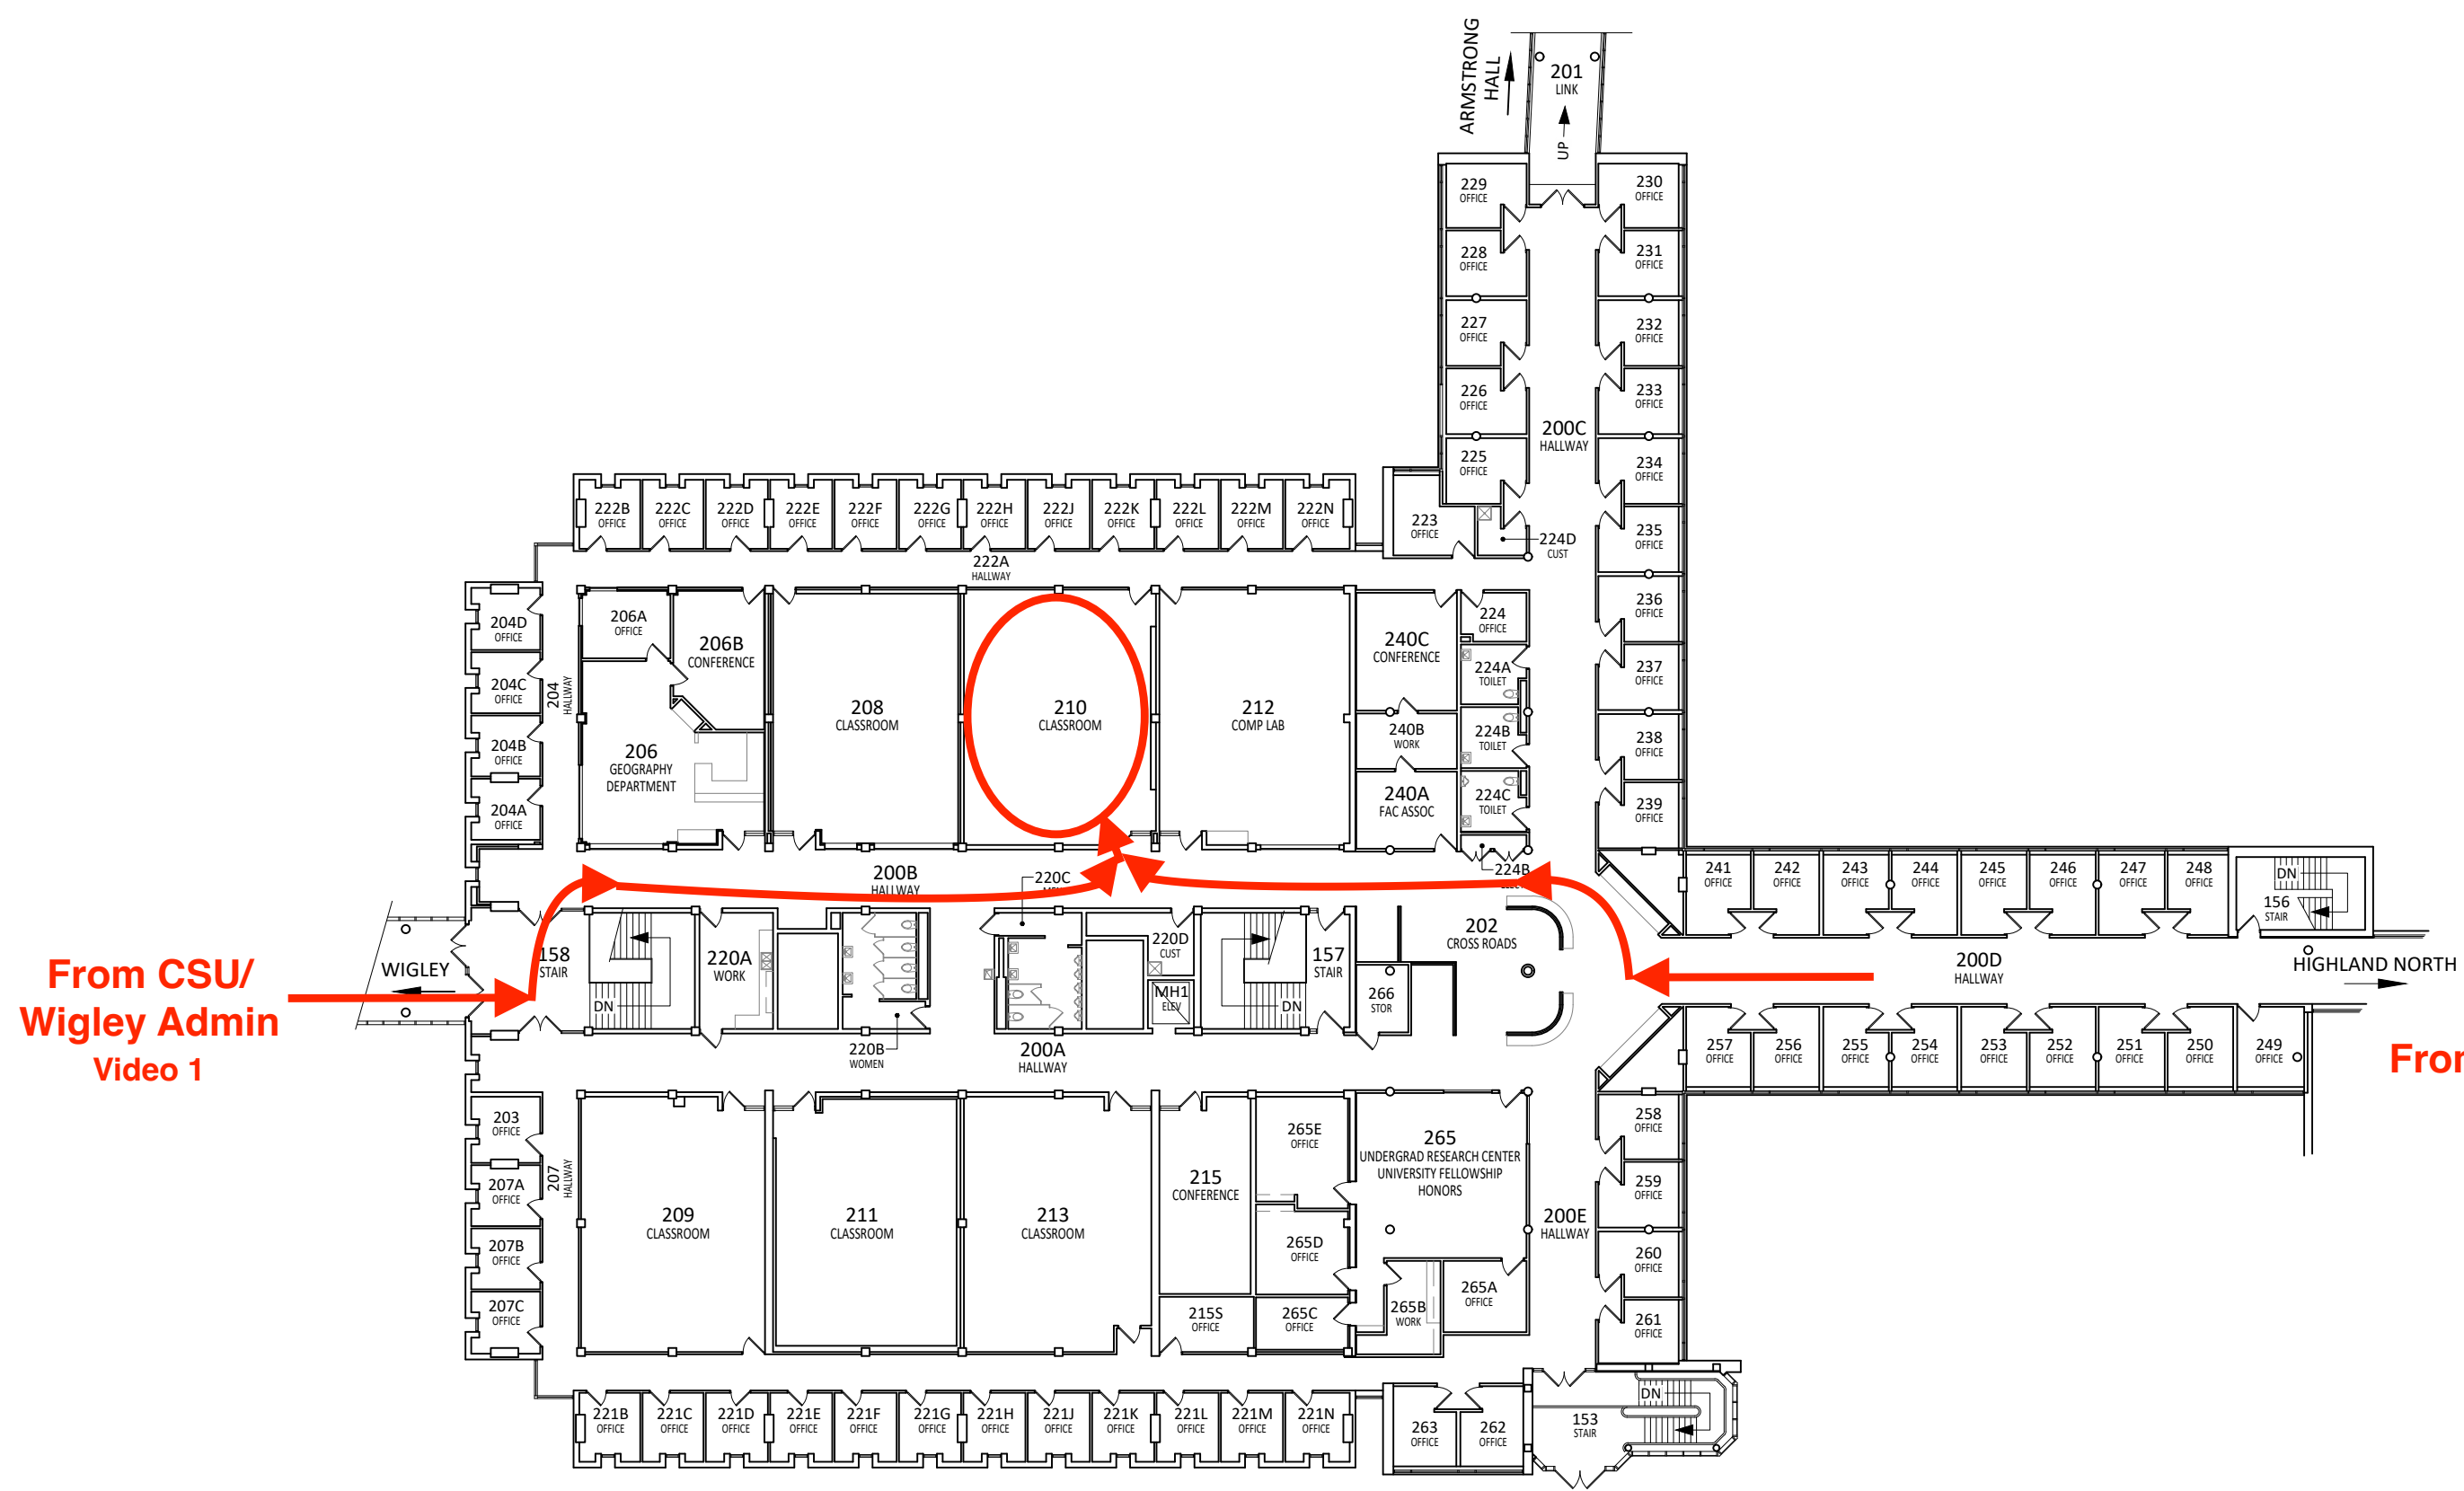 ARMSTRONG
HALL
201
LINK
UP
229
OFFICE
230
OFFICE
228
OFFICE
231
OFFICE
227
OFFICE
232
OFFICE
226
OFFICE
233
OFFICE
200C
HALLWAY
225
OFFICE
234
OFFICE
222B
OFFICE
222C
OFFICE
222D
OFFICE
222E
OFFICE
222F
OFFICE
222G
OFFICE
222H
OFFICE
222J
OFFICE
222K
OFFICE
222L
OFFICE
222M
OFFICE
222N
OFFICE
223
OFFICE
224D
CUST
235
OFFICE
222A
HALLWAY
204D
OFFICE
206A
OFFICE
206B
CONFERENCE
240C
CONFERENCE
224
OFFICE
236
OFFICE
204C
OFFICE
204
HALLWAY
224A
TOILET
237
OFFICE
208
CLASSROOM
210
CLASSROOM
212
COMP LAB
204B
OFFICE
206
GEOGRAPHY
DEPARTMENT
240B
WORK
224B
TOILET
238
OFFICE
204A
OFFICE
240A
FAC ASSOC
224C
TOILET
239
OFFICE
200B
HALLWAY
220C
224B
241
OFFICE
242
OFFICE
243
OFFICE
244
OFFICE
245
OFFICE
246
OFFICE
247
OFFICE
248
OFFICE
DN
156
STAIR
202
CROSS ROADS
From CSU/
Wigley Admin
Video 1
WIGLEY
158
STAIR
DN
220A
WORK
220D
CUST
MH1
ELEV
157
STAIR
DN
266
STOR
200D
HALLWAY
HIGHLAND NORTH
220B
WOMEN
200A
HALLWAY
257
OFFICE
256
OFFICE
255
OFFICE
254
OFFICE
253
OFFICE
252
OFFICE
251
OFFICE
250
OFFICE
249
OFFICE
203
OFFICE
207
HALLWAY
265E
OFFICE
265
UNDERGRAD RESEARCH CENTER
UNIVERSITY FELLOWSHIP
HONORS
258
OFFICE
207A
OFFICE
215
CONFERENCE
259
OFFICE
209
CLASSROOM
211
CLASSROOM
213
CLASSROOM
200E
HALLWAY
207B
OFFICE
265D
OFFICE
260
OFFICE
207C
OFFICE
215S
OFFICE
265C
OFFICE
265B
WORK
265A
OFFICE
261
OFFICE
221B
OFFICE
221C
OFFICE
221D
OFFICE
221E
OFFICE
221F
OFFICE
221G
OFFICE
221H
OFFICE
221J
OFFICE
221K
OFFICE
221L
OFFICE
221M
OFFICE
221N
OFFICE
263
OFFICE
262
OFFICE
153
STAIR
DN